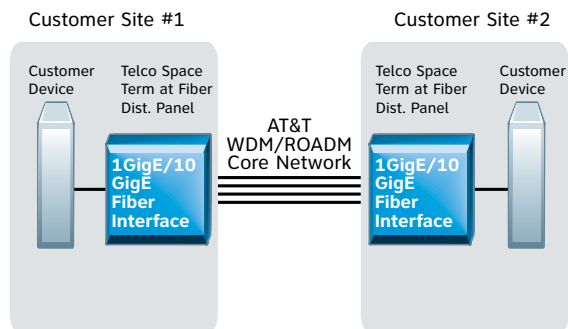 Customer Site #1
Customer Site #2
Customer
Device
Telco Space
Term at Fiber
Dist. Panel
AT&T
WDM/ROADM
Core Network
Telco Space
Term at Fiber
Dist. Panel
Customer
Device
1GigE/10
GigE
Fiber
Interface
1GigE/10
GigE
Fiber
Interface